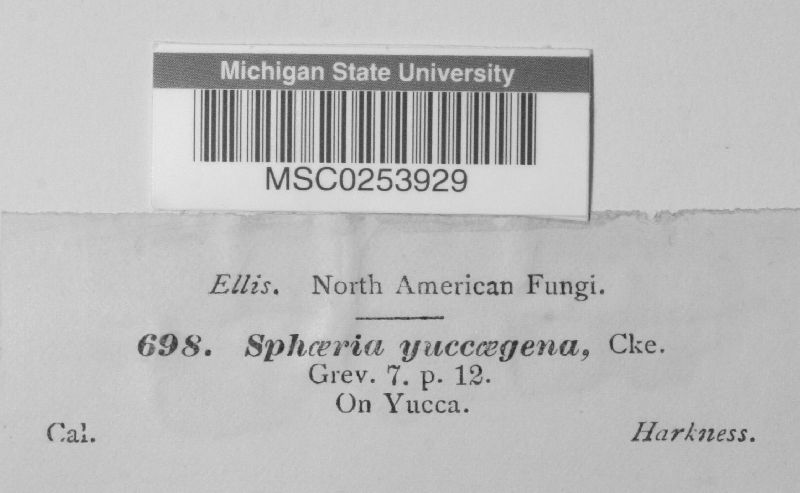 Michigan State University
MSC0253929
Ellis. North American Fungi.
698. Sphæria yuccægena, Cke.
Grev. 7. p. 12.
On Yucca.
Cal. Harkness.